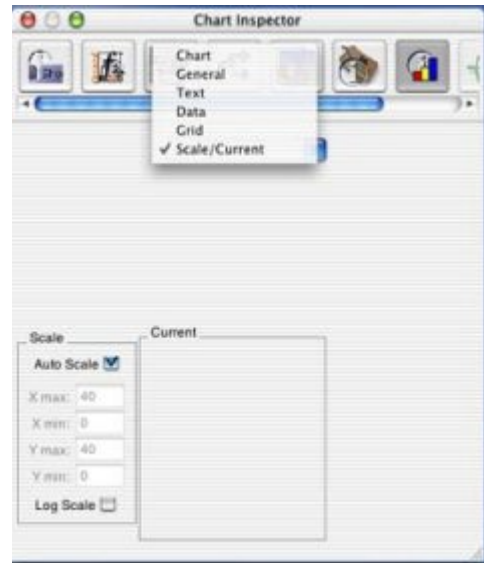 Chart Inspector
Chart
General
Text
Data
Grid
✓ Scale/Current
Scale
Auto Scale
X max: 40
X min: 0
Y max: 40
Y min: 0
Log Scale
Current